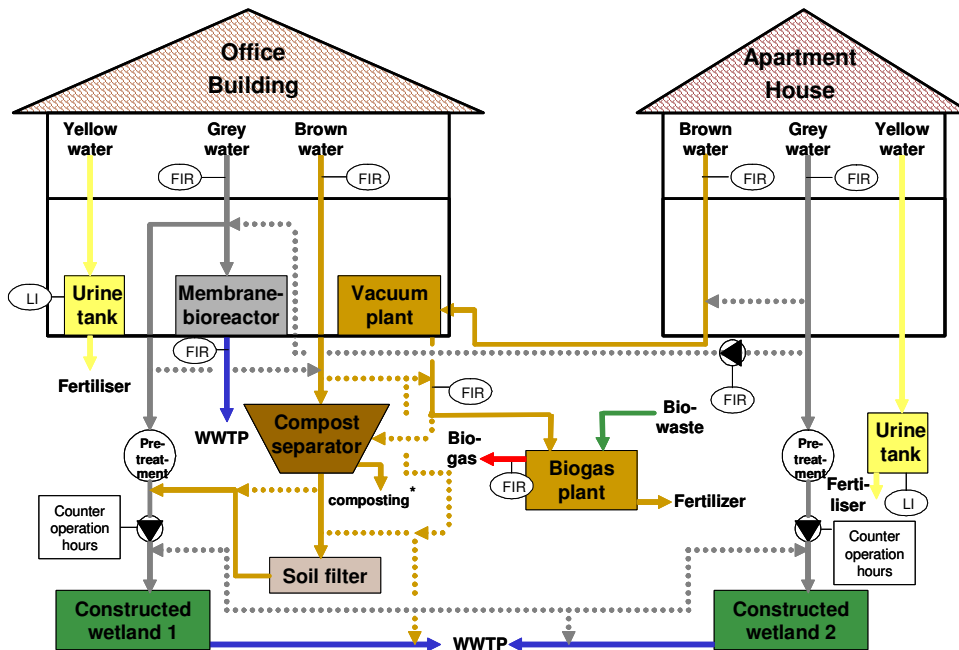 Office
Building
Apartment
House
Yellow
water
Grey
water
Brown
water
Brown
water
Grey
water
Yellow
water
FIR
FIR
FIR
FIR
LI
Urine
tank
Membrane-
bioreactor
Vacuum
plant
FIR
FIR
FIR
Fertiliser
WWTP
Compost
separator
Bio-
waste
Bio-
gas
Biogas
plant
FIR
Fertilizer
Pre-
treat-
ment
composting*
Pre-
treat-
ment
Urine
tank
Ferti-
liser
LI
Counter
operation
hours
Counter
operation
hours
Soil filter
Constructed
wetland 1
WWTP
Constructed
wetland 2